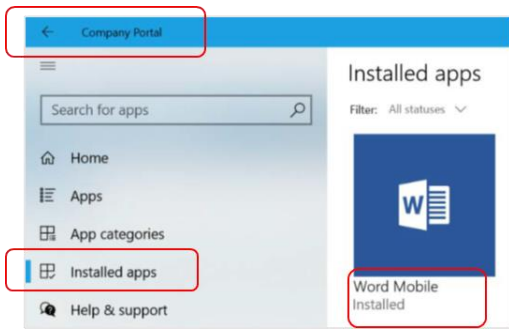 Company Portal
Search for apps
Home
Apps
App categories
Installed apps
Help & support
Installed apps
Filter: All statuses
W
Word Mobile
Installed